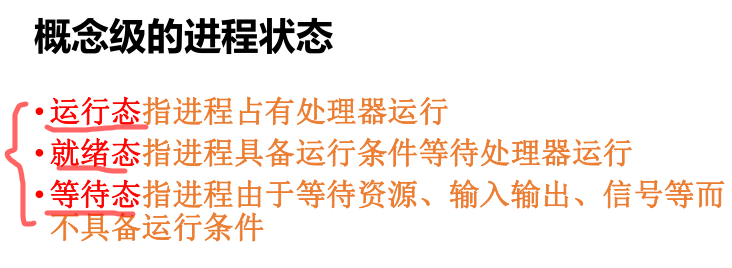 概念级的进程状态
•运行态指进程占有处理器运行
•就绪态指进程具备运行条件等待处理器运行
•等待态指进程由于等待资源、输入输出、信号等而
不具备运行条件